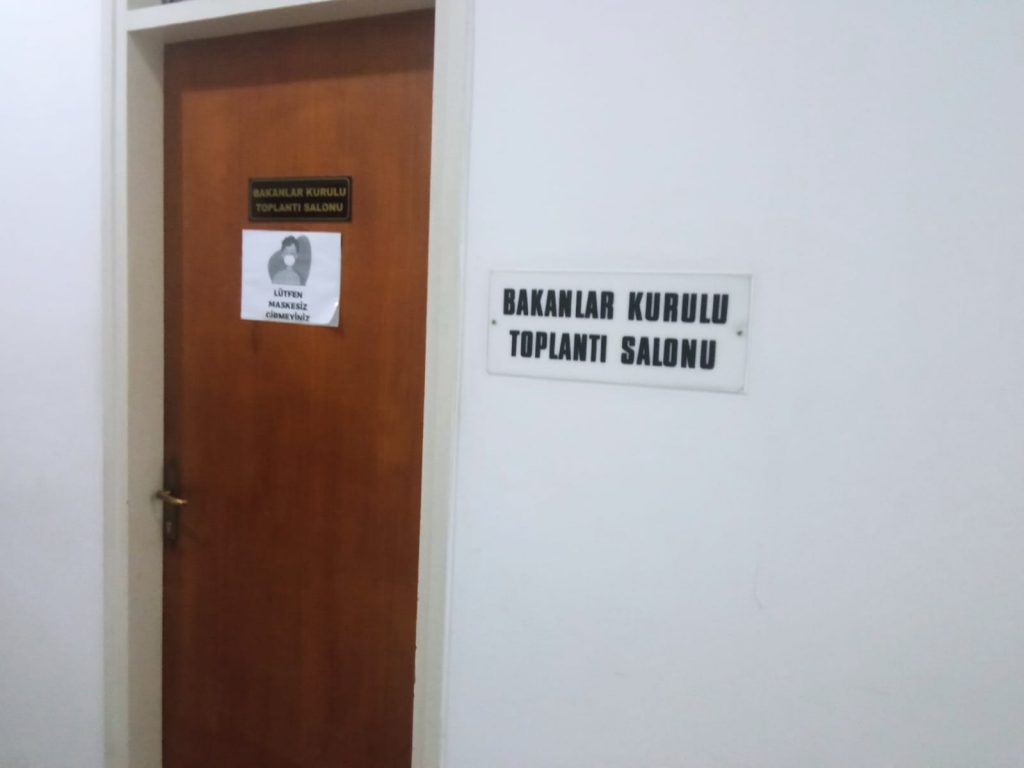 BAKANLAR KURULU
TOPLANTI SALONU
LÜTFEN
MASKESİZ
GİRMEYİNİZ
BAKANLAR KURULU
TOPLANTI SALONU